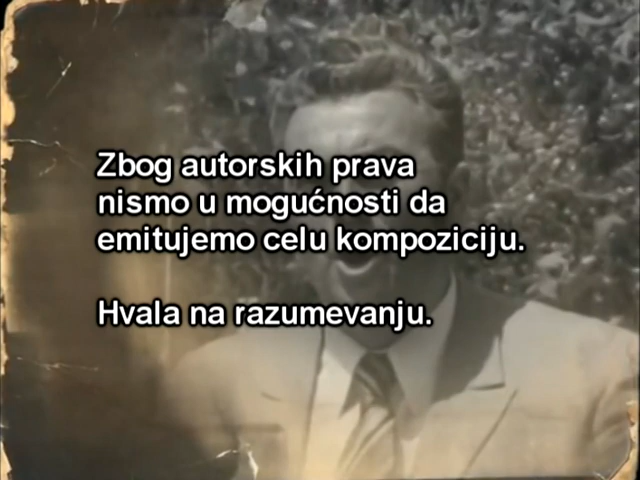 Zbog autorskih prava
nismo u mogućnosti da
emitujemo celu kompoziciju.
Hvala na razumevanju.